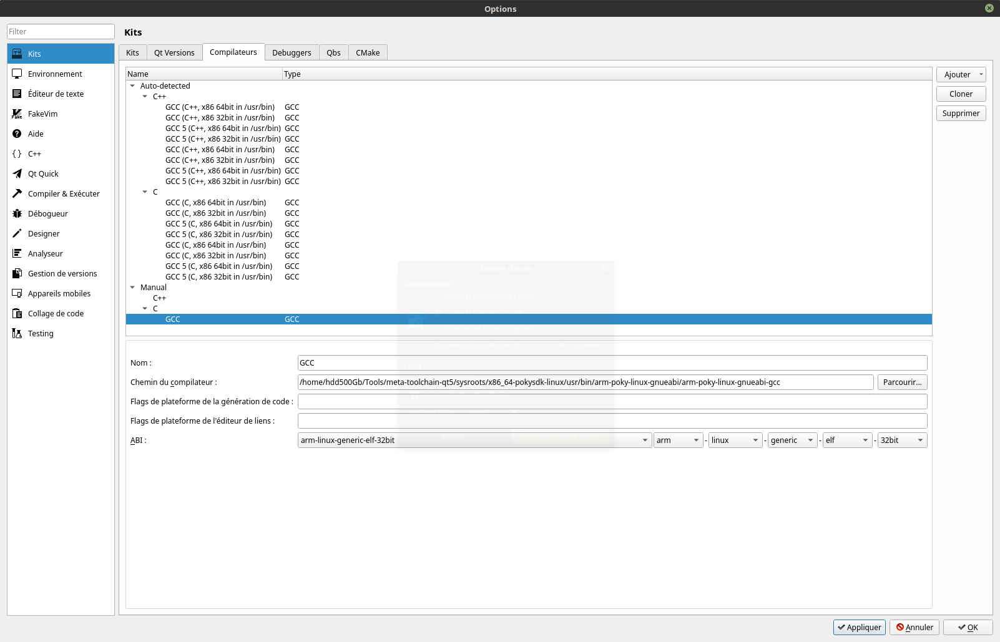 Options
Filter
Kits
Environnement
Éditeur de texte
FakeVim
Aide
C++
Qt Quick
Compiler & Exécuter
Débogueur
Designer
Analyseur
Gestion de versions
Appareils mobiles
Collage de code
Testing
Kits
Kits Qt Versions Compilateurs Debuggers Qbs CMake
Name Type
Auto-detected
C++
GCC (C++, x86 64bit in /usr/bin) GCC
GCC (C++, x86 32bit in /usr/bin) GCC
GCC 5 (C++, x86 64bit in /usr/bin) GCC
GCC 5 (C++, x86 32bit in /usr/bin) GCC
GCC (C++, x86 64bit in /usr/bin) GCC
GCC (C++, x86 32bit in /usr/bin) GCC
GCC 5 (C++, x86 64bit in /usr/bin) GCC
GCC 5 (C++, x86 32bit in /usr/bin) GCC
C
GCC (C, x86 64bit in /usr/bin) GCC
GCC (C, x86 32bit in /usr/bin) GCC
GCC 5 (C, x86 64bit in /usr/bin) GCC
GCC 5 (C, x86 32bit in /usr/bin) GCC
GCC (C, x86 64bit in /usr/bin) GCC
GCC (C, x86 32bit in /usr/bin) GCC
GCC 5 (C, x86 64bit in /usr/bin) GCC
GCC 5 (C, x86 32bit in /usr/bin) GCC
Manual
C++
C
GCC GCC
Ajouter
Cloner
Supprimer
Capture d'écran
Capture d'écran
Nom : GCC
Chemin du compilateur : /home/hdd500Gb/Tools/meta-toolchain-qt5/sysroots/x86_64-pokysdk-linux/usr/bin/arm-poky-linux-gnueabi/arm-poky-linux-gnueabi-gcc Parcourir...
Flags de plateforme de la génération de code :
Flags de plateforme de l'éditeur de liens :
ABI : arm-linux-generic-elf-32bit arm - linux - generic - elf - 32bit
Appliquer Annuler OK